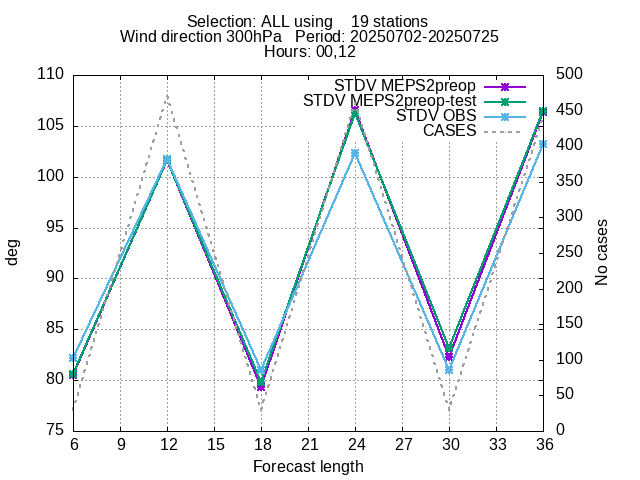 Selection: ALL using    19 stations
Wind direction 300hPa   Period: 20250702-20250725
Hours: 00,12
STDV MEPS2preop
STDV MEPS2preop-test
STDV OBS
CASES
110
105
100
95
90
85
80
75
deg
500
450
400
350
300
250
200
150
100
50
0
No cases
6 9 12 15 18 21 24 27 30 33 36
Forecast length